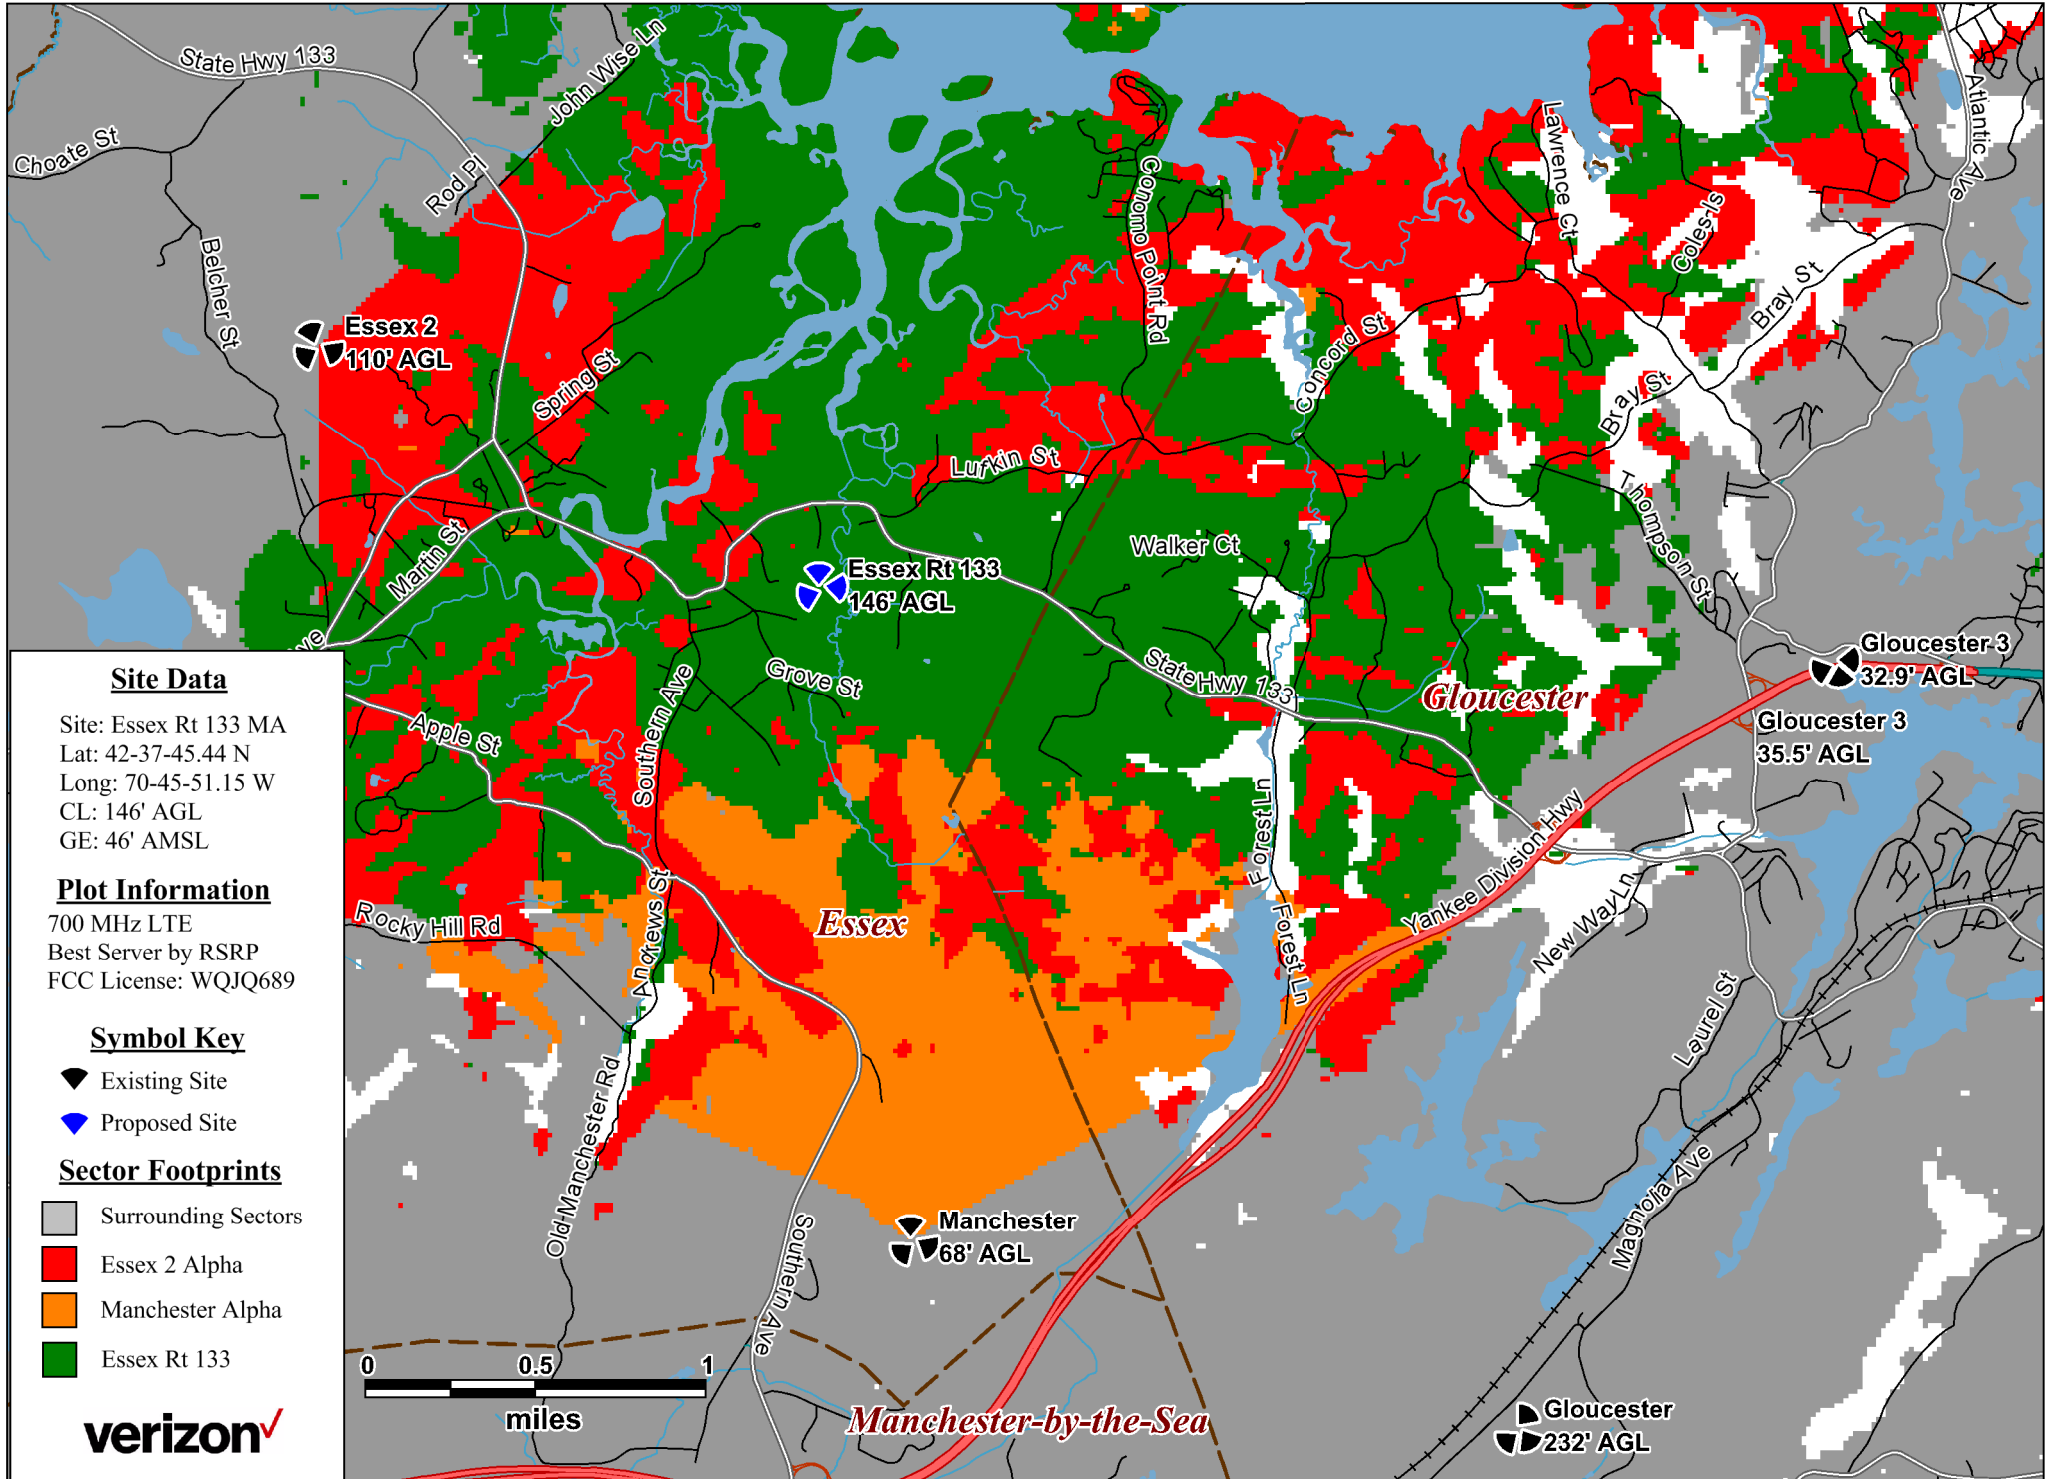 State Hwy 133
John Wise Ln
Choate St
Rod Pl
Belcher St
Essex 2
110' AGL
Spring St
Martin St
Conomo Point Rd
Lawrence Ct
Atlantic Ave
Coles-Is
Bray St
Concord St
Bray St
Lufkin St
Walker Ct
Thompson St
Essex Rt 133
146' AGL
Grove St
Southern Ave
Apple St
State Hwy 133
Gloucester
Gloucester 3
32.9' AGL
Gloucester 3
35.5' AGL
Forest Ln
Forest Ln
Yankee Division Hwy
New Way Ln
Essex
Andrews St
Rocky Hill Rd
Old-Manchester Rd
Laurel St
Magnolia Ave
Manchester
68' AGL
Southern Ave
Manchester-by-the-Sea
Gloucester
232' AGL
Site Data
Site: Essex Rt 133 MA
Lat: 42-37-45.44 N
Long: 70-45-51.15 W
CL: 146' AGL
GE: 46' AMSL
Plot Information
700 MHz LTE
Best Server by RSRP
FCC License: WQJQ689
Symbol Key
Existing Site
Proposed Site
Sector Footprints
Surrounding Sectors
Essex 2 Alpha
Manchester Alpha
Essex Rt 133
verizon
0 0.5 1
miles